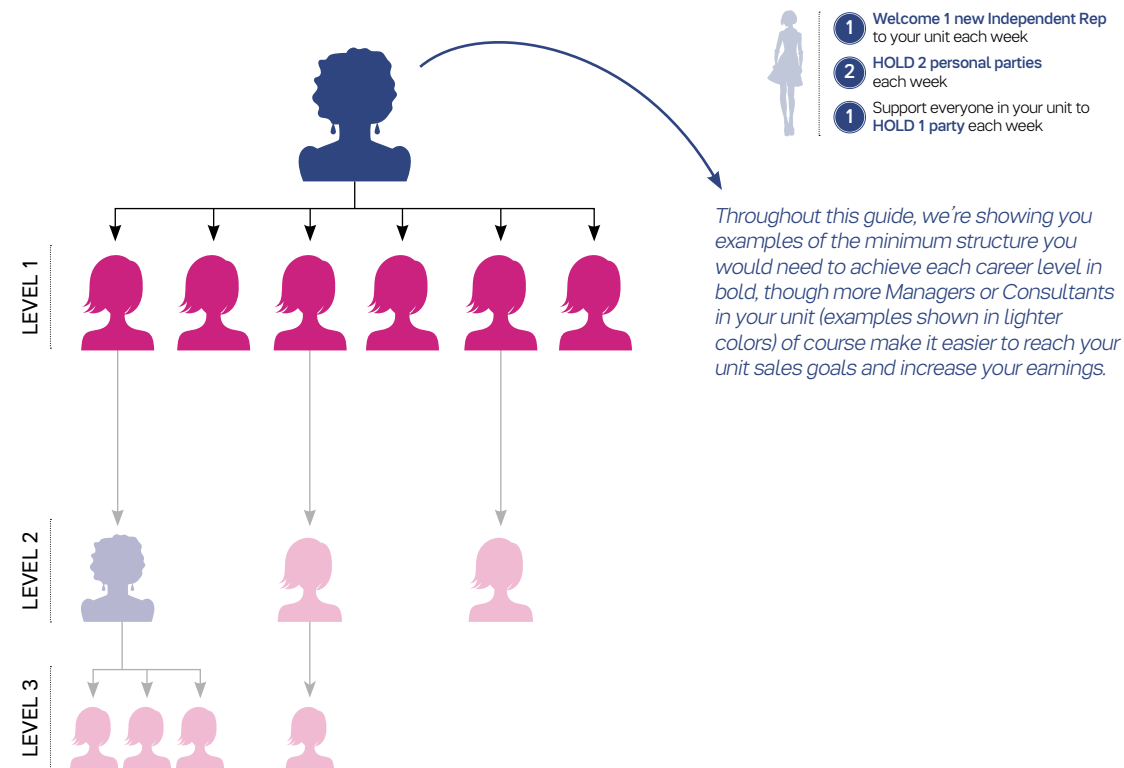 1
Welcome 1 new Independent Rep
to your unit each week
2
HOLD 2 personal parties
each week
1
Support everyone in your unit to
HOLD 1 party each week
Throughout this guide, we're showing you
examples of the minimum structure you
would need to achieve each career level in
bold, though more Managers or Consultants
in your unit (examples shown in lighter
colors) of course make it easier to reach your
unit sales goals and increase your earnings.
LEVEL 1
LEVEL 2
LEVEL 3